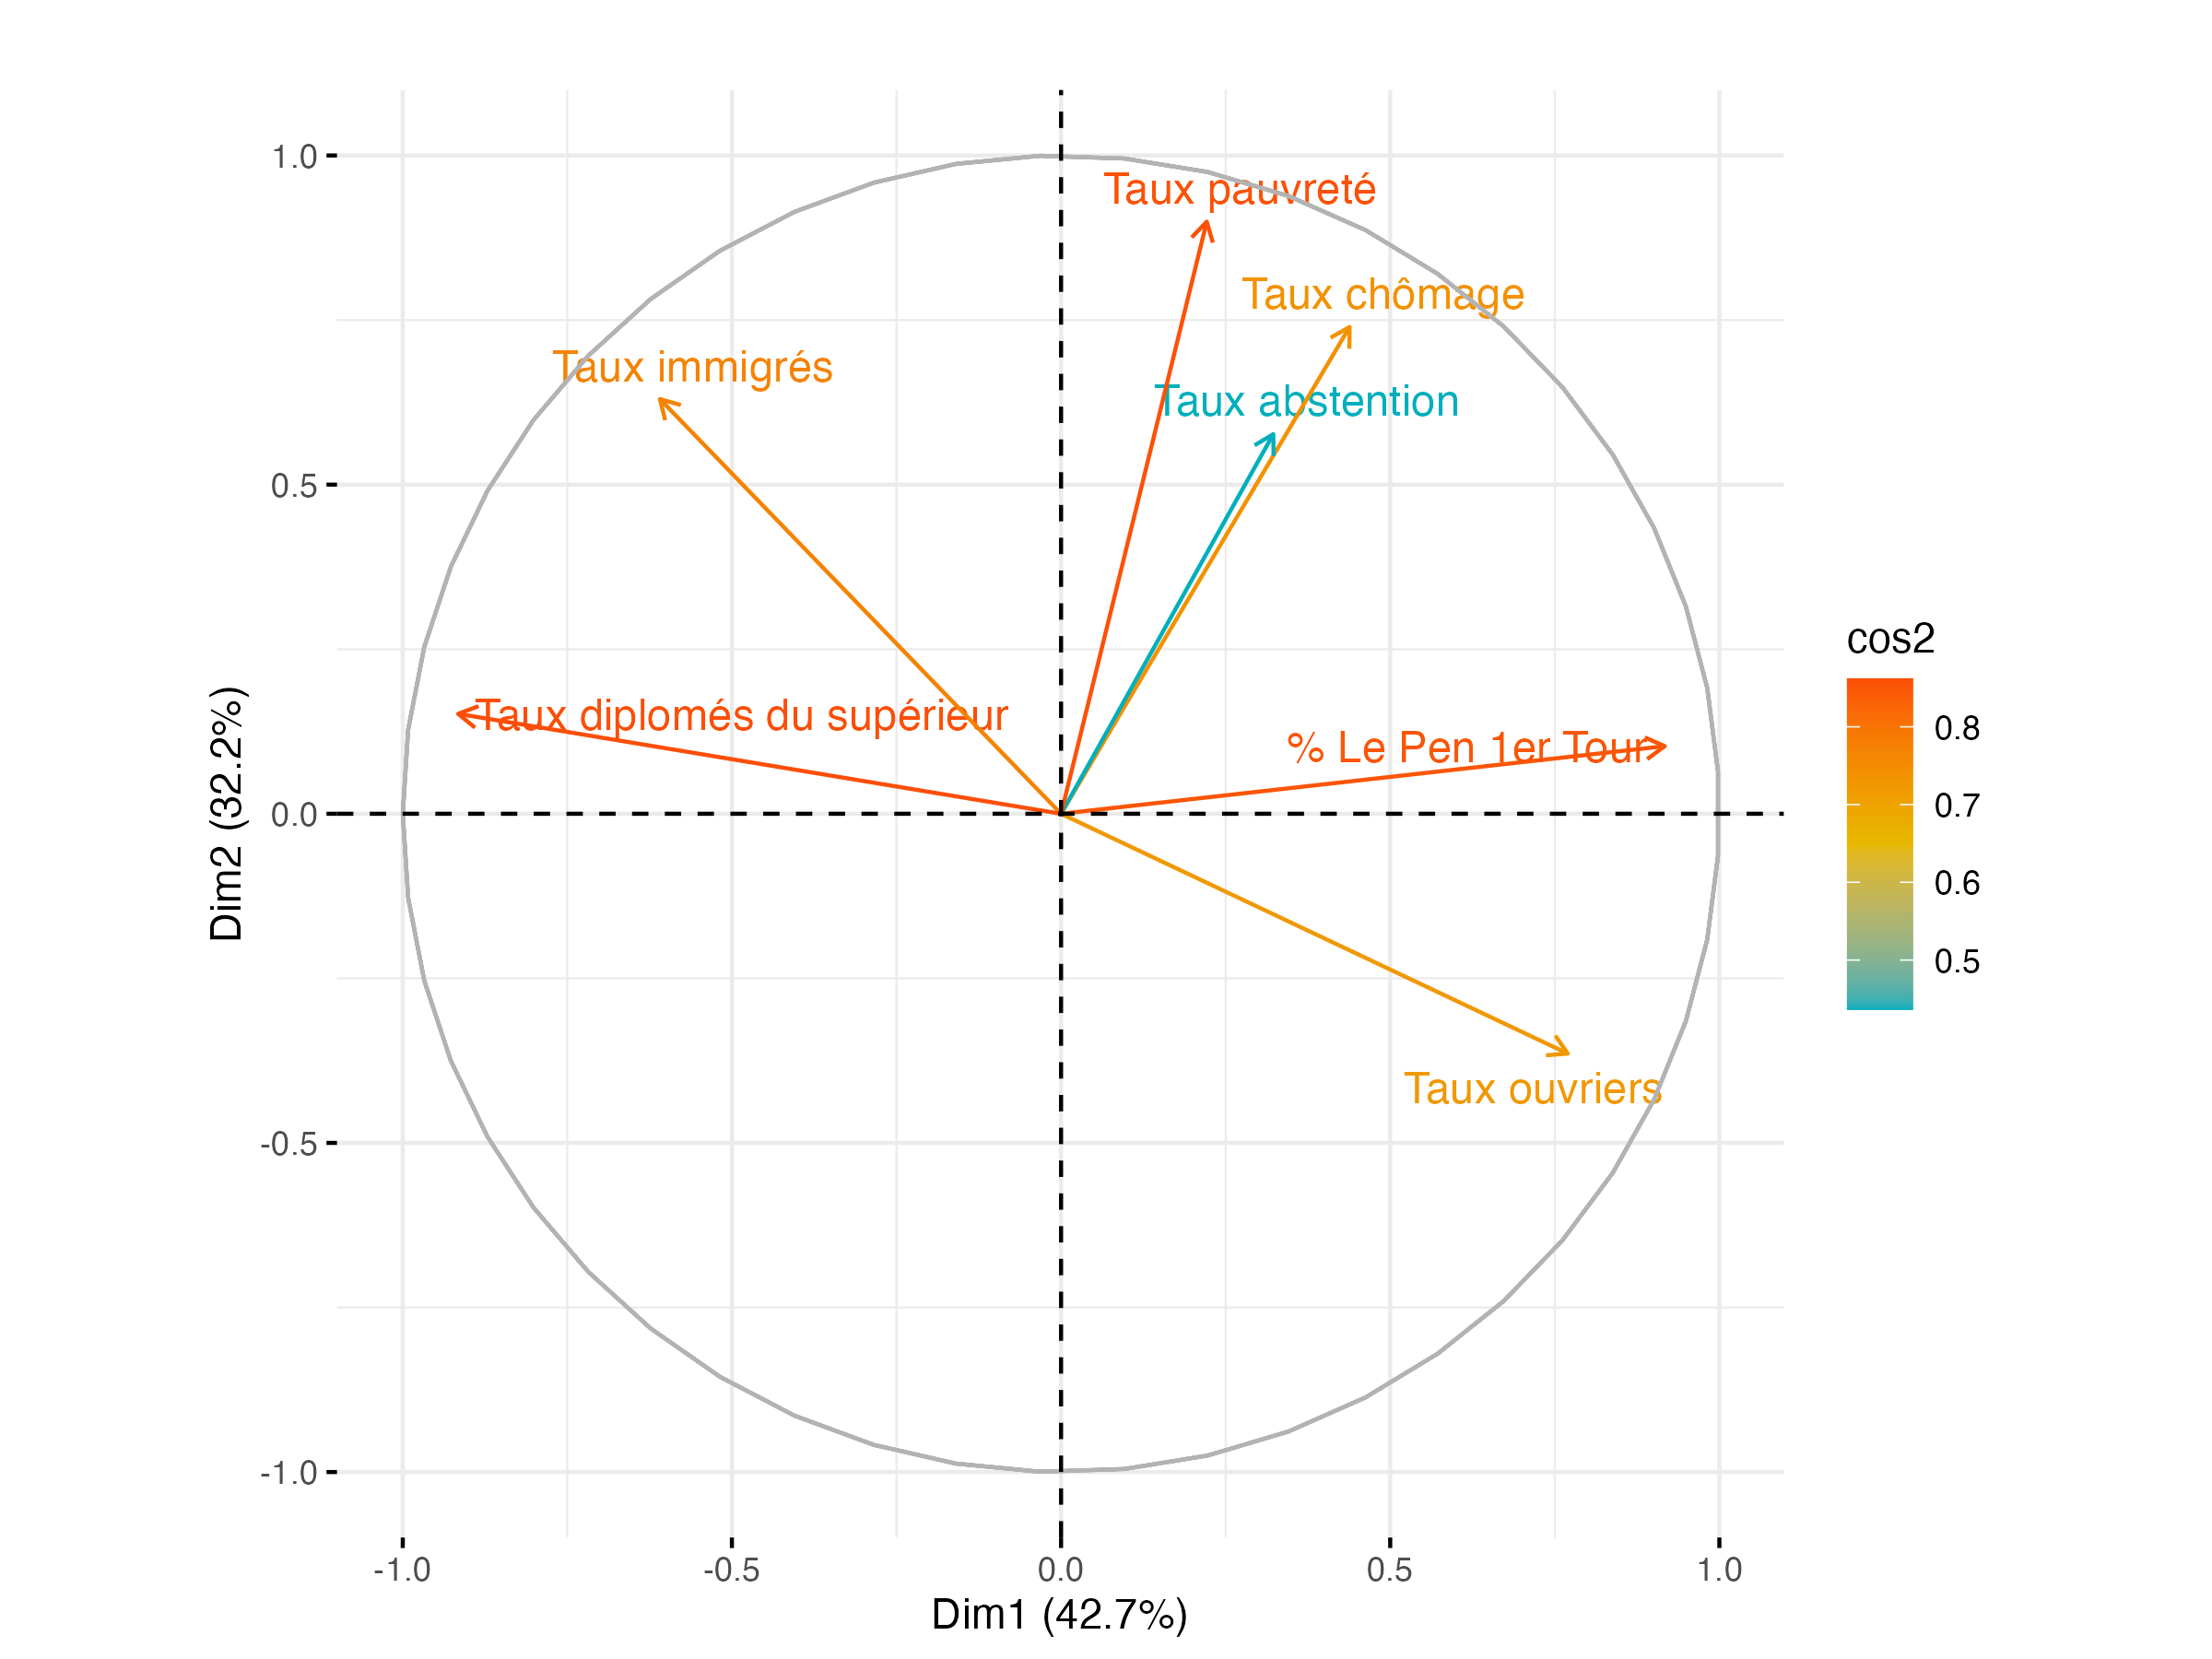 1.0
Taux pauvreté
Taux chômage
Taux immigrés
Taux abstention
0.5
cos2
Taux diplomés du supérieur
% Le Pen 1er Tour
0.8
0.7
0.6
0.5
Dim2 (32.2%)
0.0
Taux ouvriers
-0.5
-1.0
-1.0
-0.5
0.0
0.5
1.0
Dim1 (42.7%)